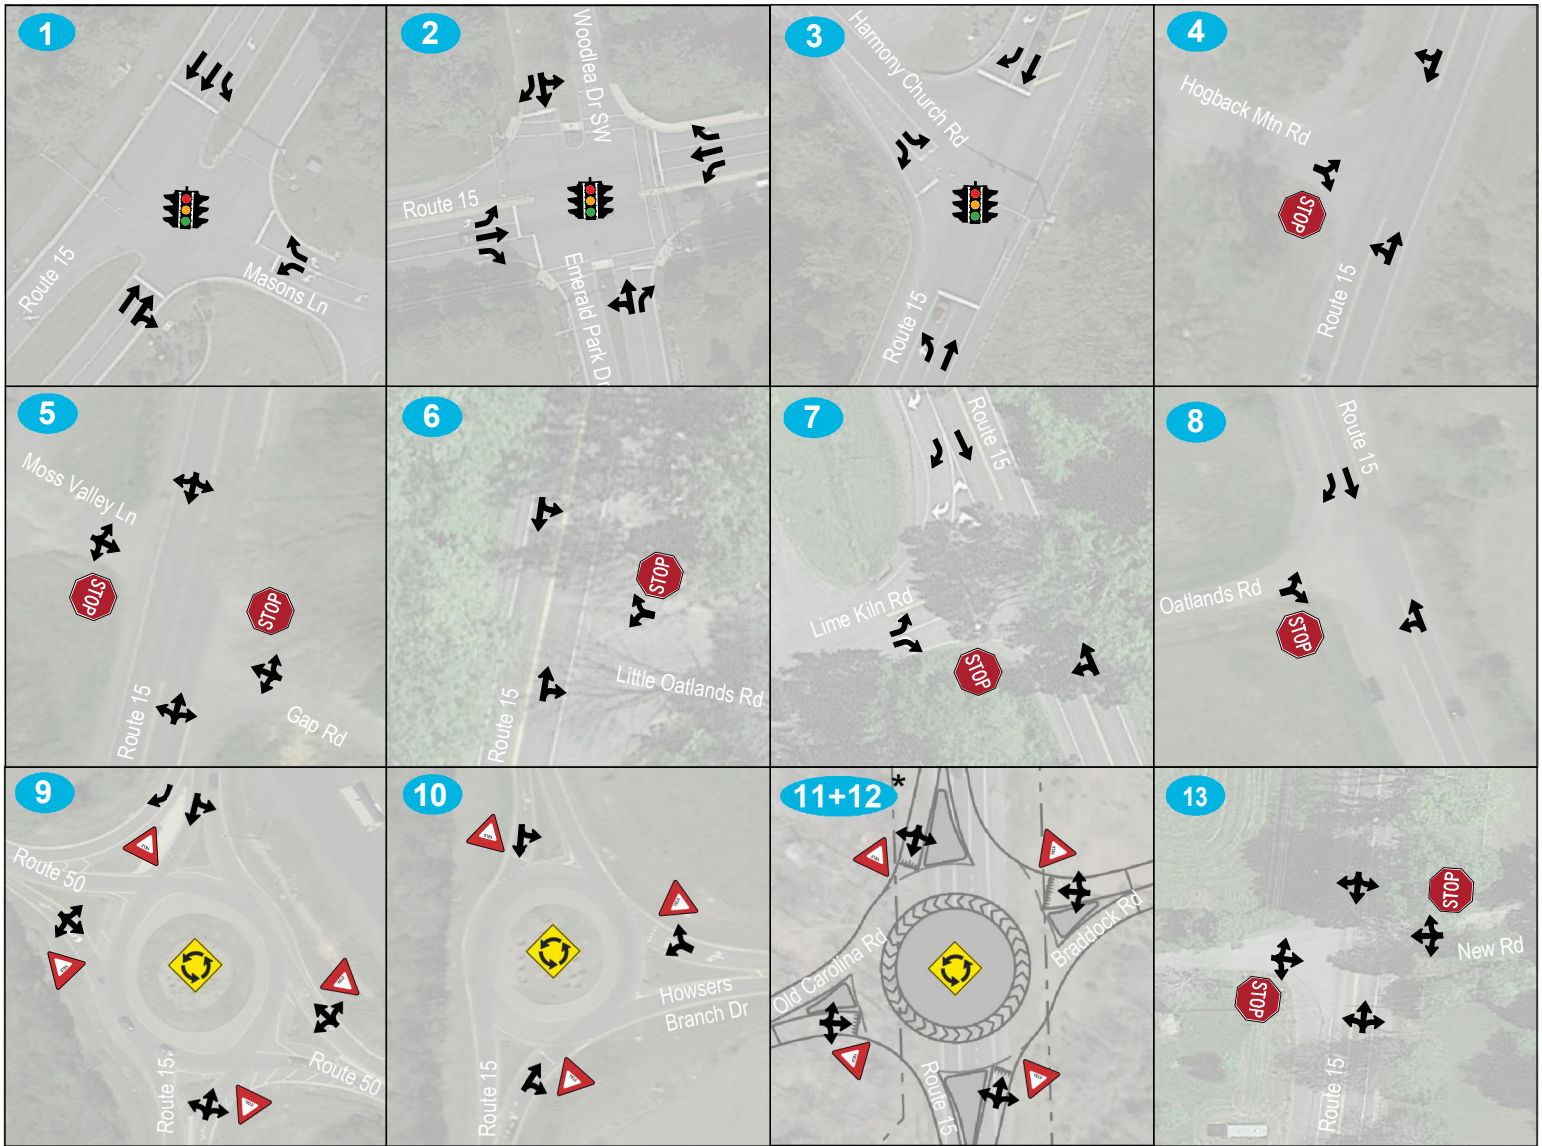 1
Route 15
Masons Ln
2
Woodlea Dr SW
Route 15
Emerald Park Dr
3
Harmony Church Rd
Route 15
4
Hogback Mtn Rd
STOP
Route 15
5
Moss Valley Ln
STOP
STOP
Route 15
Gap Rd
6
STOP
Little Oatlands Rd
Route 15
7
Route 15
Lime Kiln Rd
STOP
8
Route 15
Oatlands Rd
STOP
9
Route 50
Route 15
Route 50
10
Howsers
Branch Dr
Route 15
11+12
*
Old Carolina Rd
Braddock Rd
Route 15
13
STOP
New Rd
STOP
Route 15